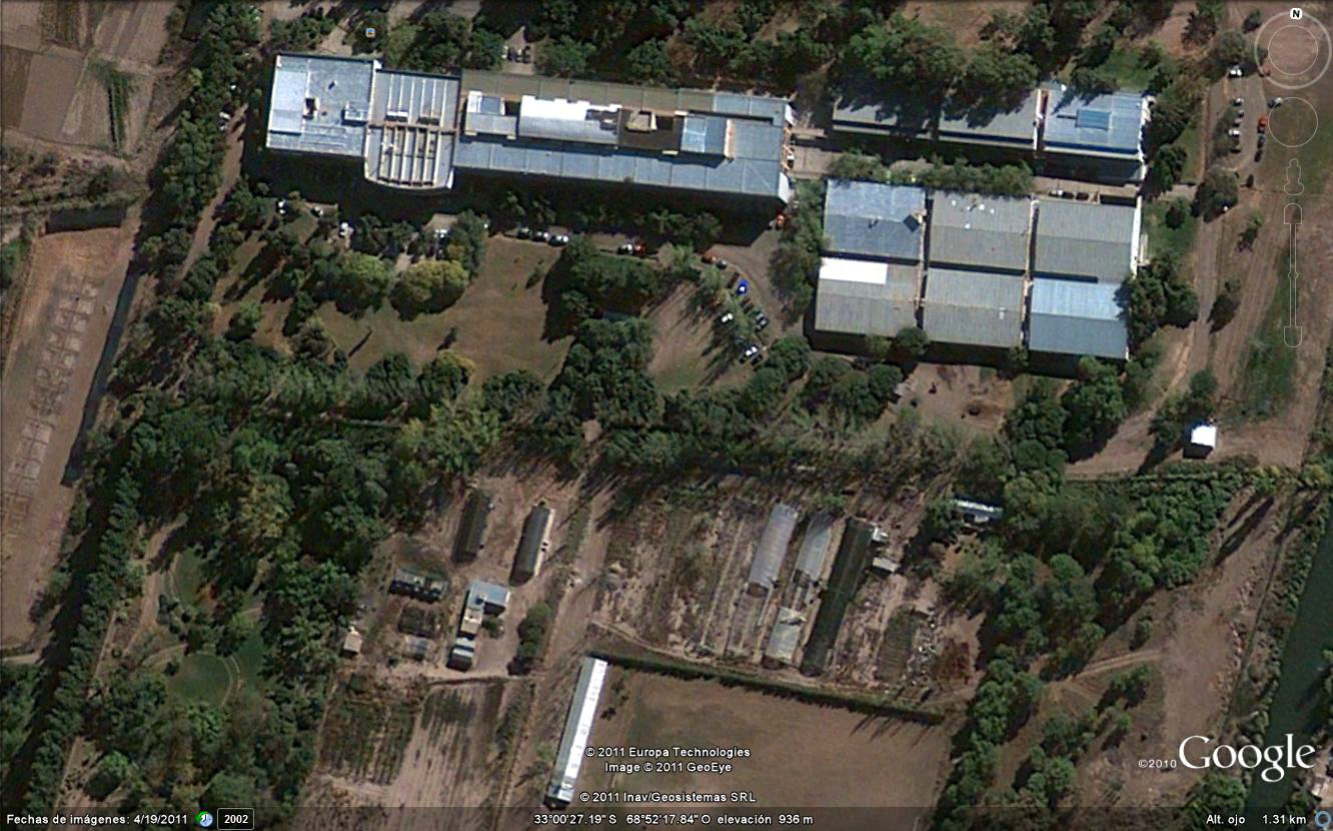 N
© 2011 Europa Technologies
Image © 2011 GeoEye
©2010 Google
© 2011 Inav/Geosistemas SRL
Fechas de imágenes: 4/19/2011 2002 33°00'27.19" S 68°52'17.84" O elevación 936 m Alt. ojo 1.31 km